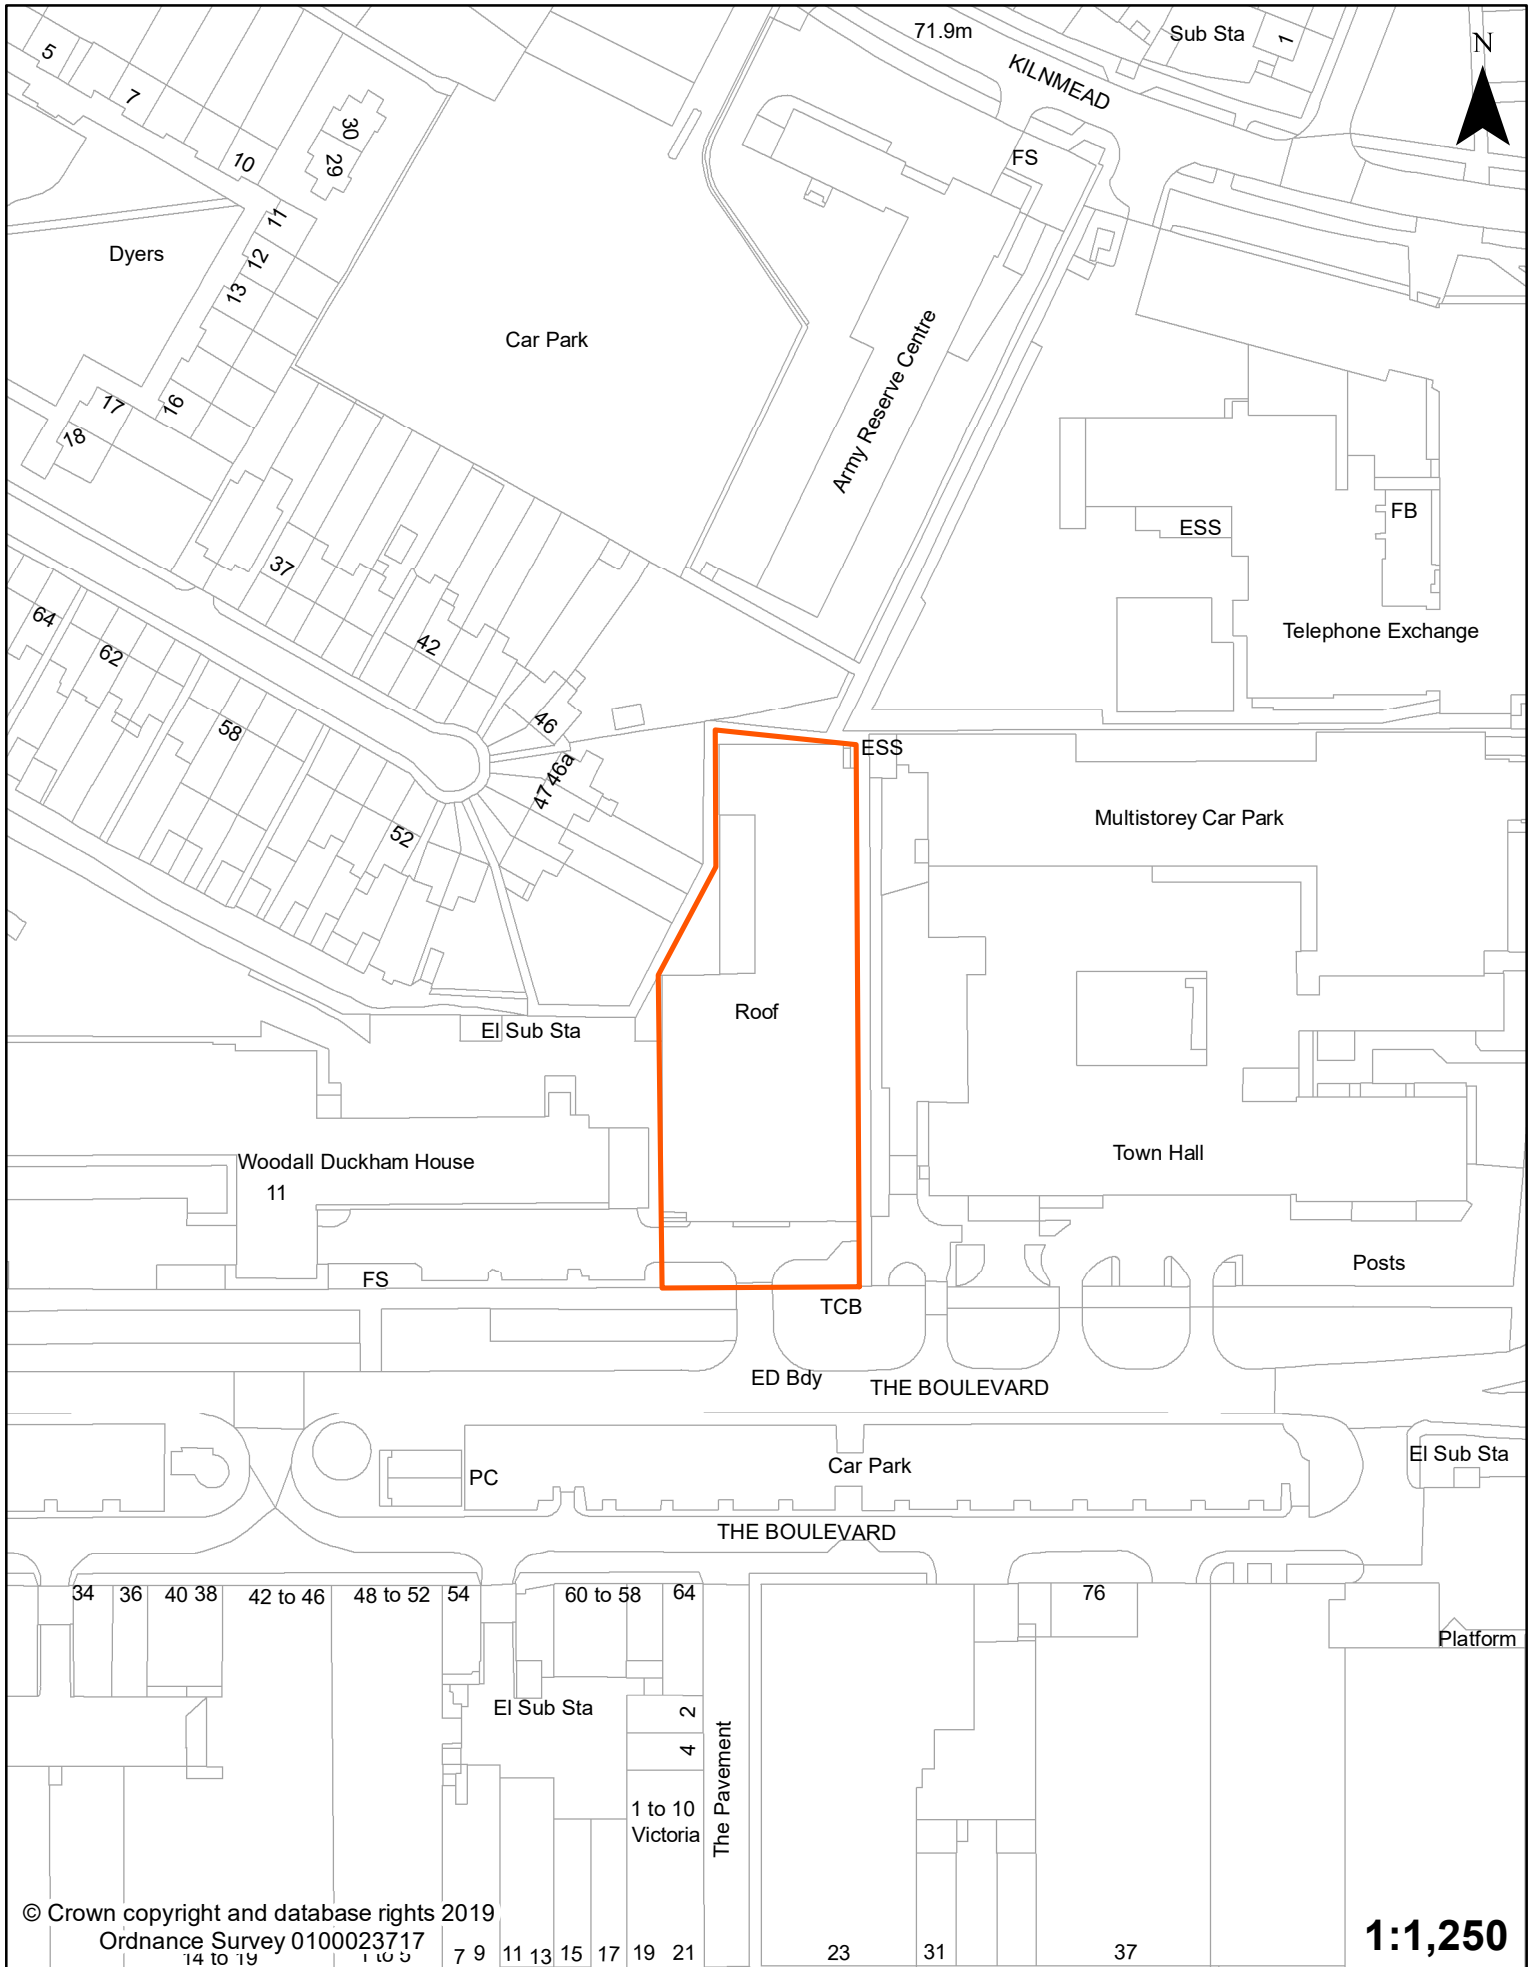 71.9m
Sub Sta
1
N
KILNMEAD
5
7
10
30
29
FS
11
12
13
16
17
18
Dyers
Car Park
Army Reserve Centre
ESS
FB
Telephone Exchange
37
42
46
46a
47
64
62
58
52
ESS
Multistorey Car Park
Roof
El Sub Sta
Woodall Duckham House
11
Town Hall
FS
Posts
TCB
ED Bdy
THE BOULEVARD
PC
Car Park
El Sub Sta
THE BOULEVARD
34
36
40 38
42 to 46
48 to 52
54
60 to 58
64
76
Platform
El Sub Sta
2
4
The Pavement
1 to 10
Victoria
© Crown copyright and database rights 2019
Ordnance Survey 0100023717
14 to 19
1 to 5
7
9
11
13
15
17
19
21
23
31
37
1:1,250